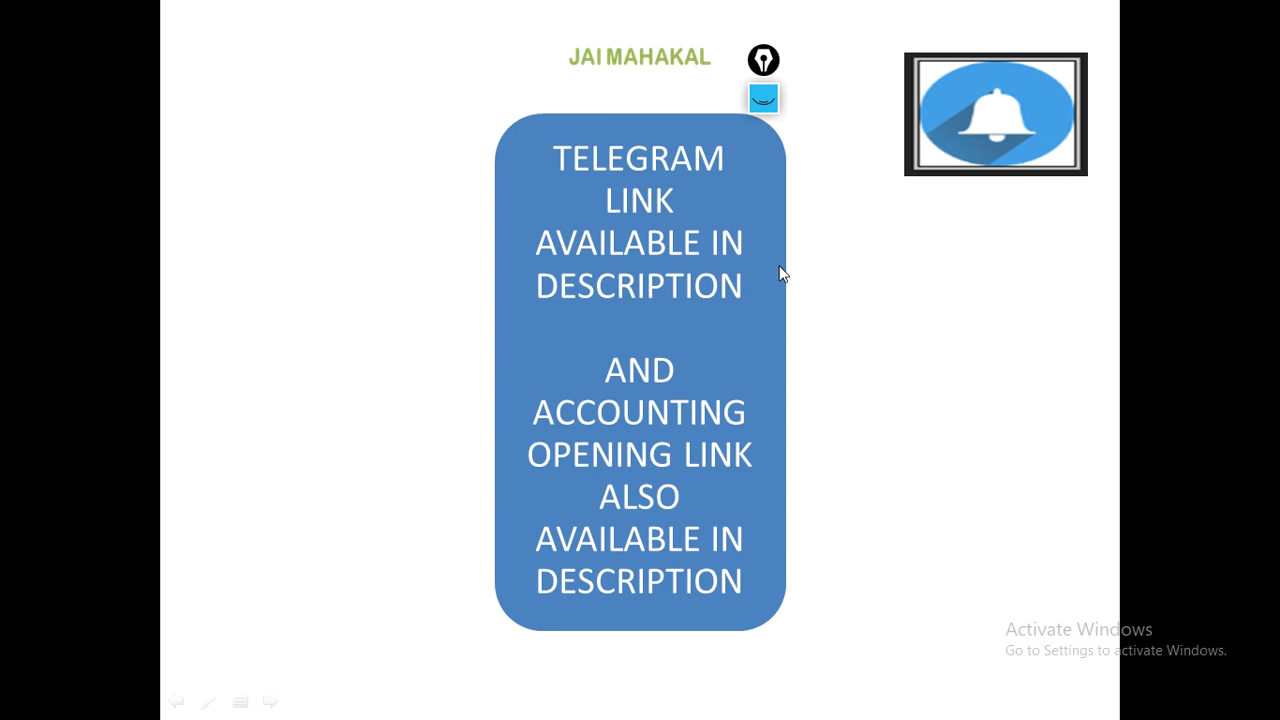 JAI MAHAKAL
TELEGRAM
LINK
AVAILABLE IN
DESCRIPTION
AND
ACCOUNTING
OPENING LINK
ALSO
AVAILABLE IN
DESCRIPTION
Activate Windows
Go to Settings to activate Windows.